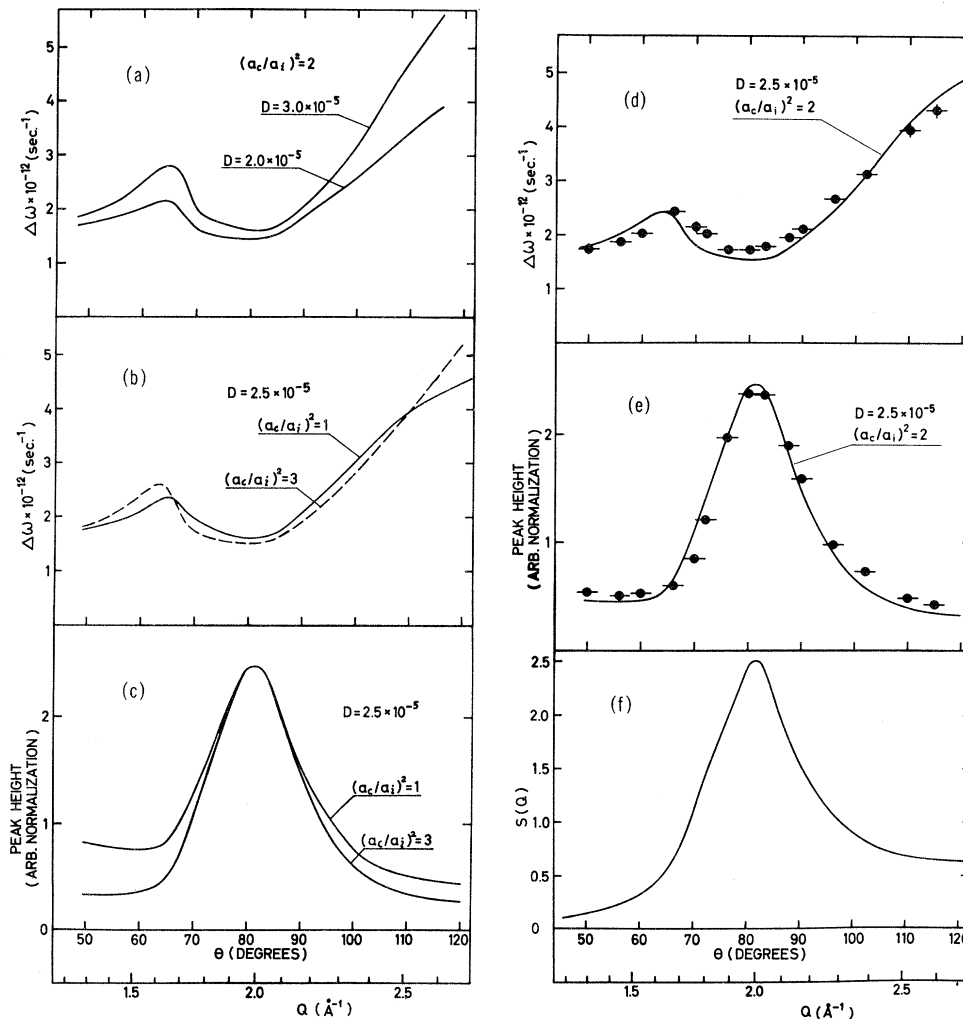 (a)
(a_c/a_i)²=2
D=3.0×10⁻⁵
D=2.0×10⁻⁵
5
4
3
2
1
Δω×10⁻¹² (sec.⁻¹)
(b)
D=2.5×10⁻⁵
(a_c/a_i)²=1
(a_c/a_i)²=3
5
4
3
2
1
Δω×10⁻¹² (sec.⁻¹)
(c)
D=2.5×10⁻⁵
(a_c/a_i)²=1
(a_c/a_i)²=3
2
1
0
PEAK HEIGHT
(ARB. NORMALIZATION)
50 60 70 80 90 100 110 120
θ (DEGREES)
1.5 2.0 2.5
Q (Å⁻¹)
(d)
D=2.5×10⁻⁵
(a_c/a_i)²=2
5
4
3
2
1
Δω×10⁻¹² (sec.⁻¹)
(e)
D=2.5×10⁻⁵
(a_c/a_i)²=2
2
1
PEAK HEIGHT
(ARB. NORMALIZATION)
(f)
2.5
2.0
1.5
1.0
0.5
0
S(Q)
50 60 70 80 90 100 110 120
θ (DEGREES)
1.5 2.0 2.5
Q (Å⁻¹)